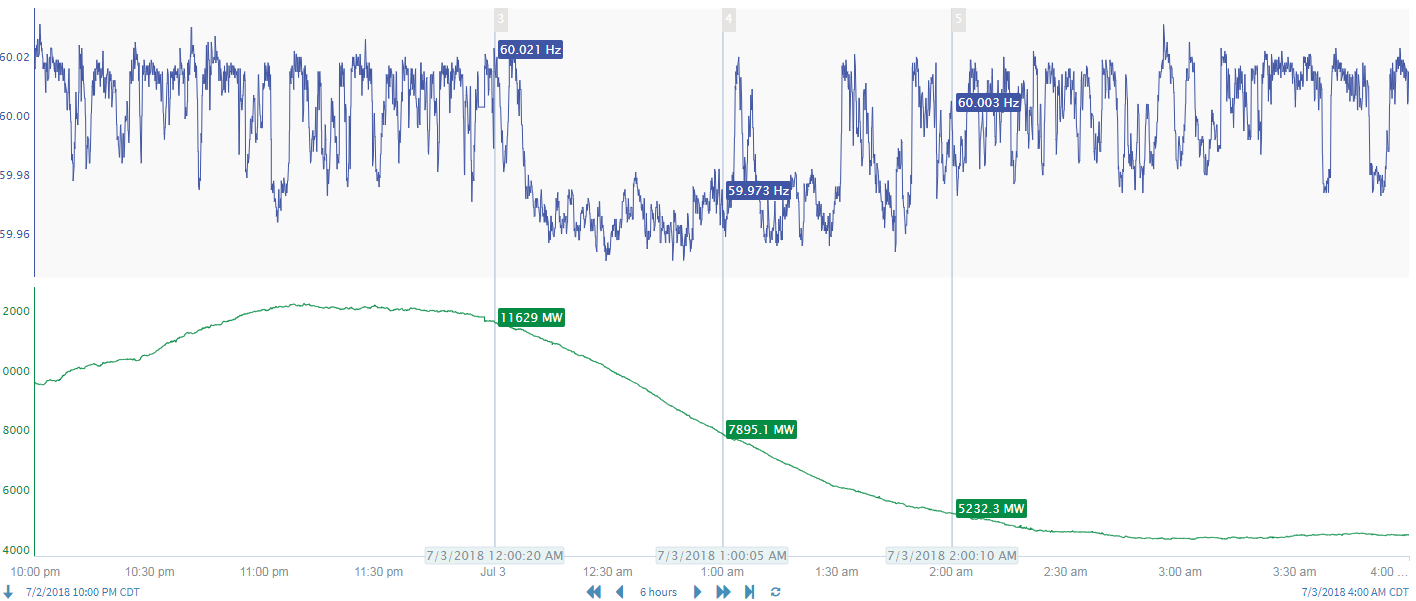 3 4 5
60.021 Hz
60.02
60.003 Hz
60.00
59.973 Hz
59.98
59.96
2000
11629 MW
0000
8000
7895.1 MW
6000
5232.3 MW
4000
7/3/2018 12:00:20 AM 7/3/2018 1:00:05 AM 7/3/2018 2:00:10 AM
10:00 pm 10:30 pm 11:00 pm 11:30 pm Jul 3 12:30 am 1:00 am 1:30 am 2:00 am 2:30 am 3:00 am 3:30 am 4:00 ...
7/2/2018 10:00 PM CDT 6 hours 7/3/2018 4:00 AM CDT